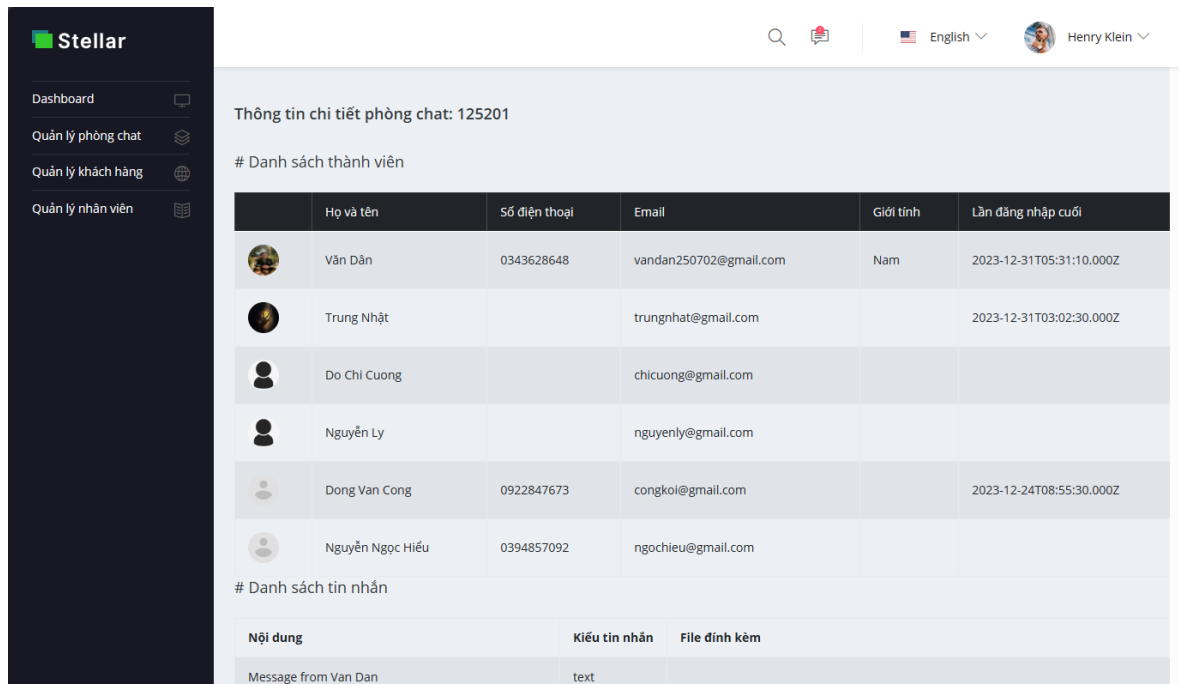 Stellar
English
Henry Klein
Dashboard
Quản lý phòng chat
Quản lý khách hàng
Quản lý nhân viên
Thông tin chi tiết phòng chat: 125201
# Danh sách thành viên
Họ và tên Số điện thoại Email Giới tính Lần đăng nhập cuối
Văn Dân 0343628648 vandan250702@gmail.com Nam 2023-12-31T05:31:10.000Z
Trung Nhật trungnhat@gmail.com 2023-12-31T03:02:30.000Z
Do Chi Cuong chicuong@gmail.com
Nguyễn Ly nguyenly@gmail.com
Dong Van Cong 0922847673 congkoi@gmail.com 2023-12-24T08:55:30.000Z
Nguyễn Ngọc Hiểu 0394857092 ngochieu@gmail.com
# Danh sách tin nhắn
Nội dung Kiểu tin nhắn File đính kèm
Message from Van Dan text